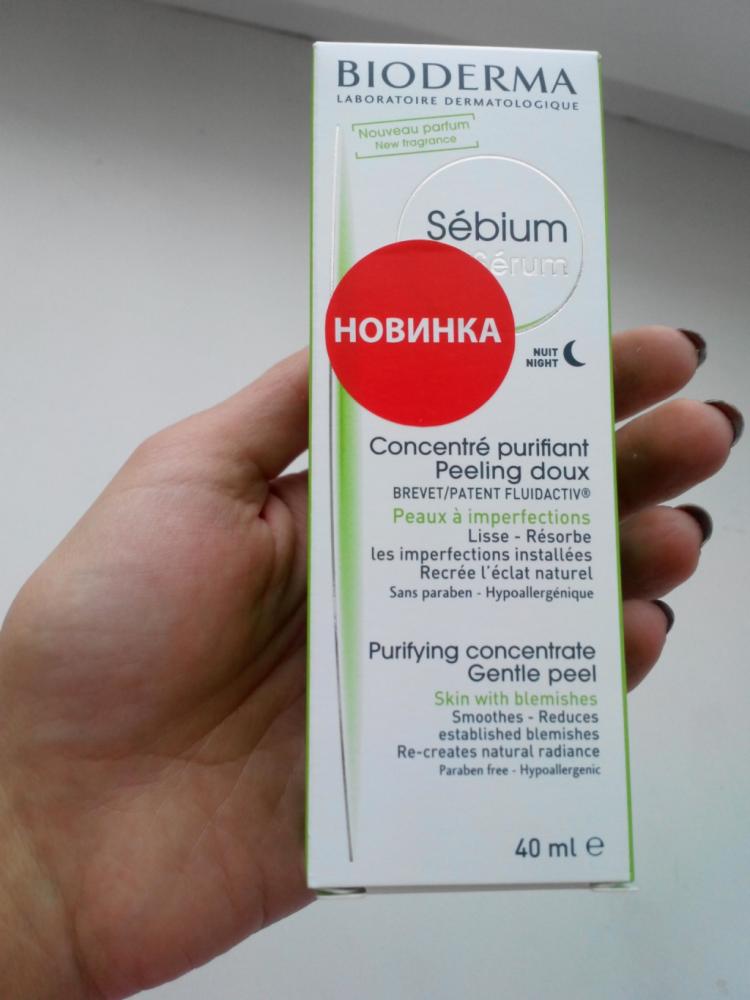 BIODERMA
LABORATOIRE DERMATOLOGIQUE
Nouveau parfum
New fragrance
Sébium
Sérum
НОВИНКА
NUIT
NIGHT
Concentré purifiant
Peeling doux
BREVET/PATENT FLUIDACTIV®
Peaux à imperfections
Lisse - Résorbe
les imperfections installées
Recrée l'éclat naturel
Sans paraben - Hypoallergénique
Purifying concentrate
Gentle peel
Skin with blemishes
Smoothes - Reduces
established blemishes
Re-creates natural radiance
Paraben free - Hypoallergenic
40 ml ℮